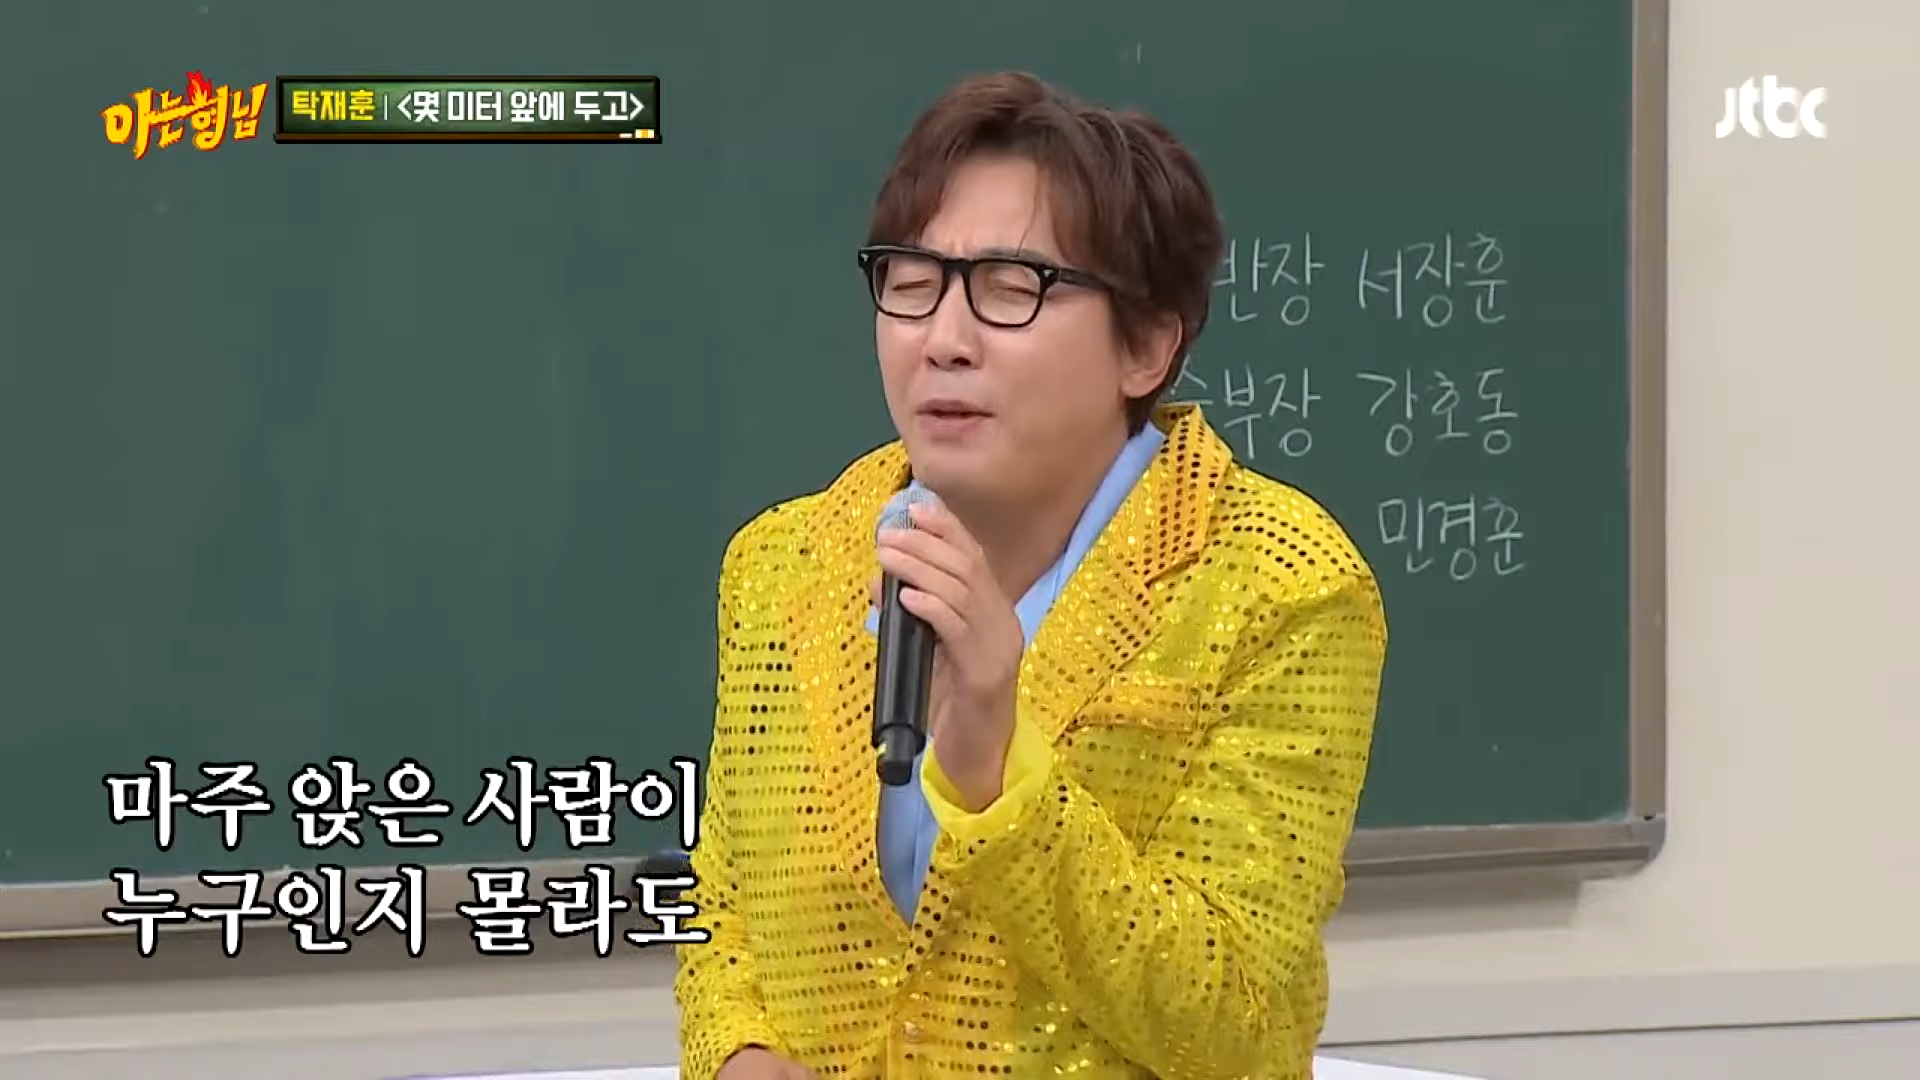 아는형님
탁재훈 | <몇 미터 앞에 두고>
jtbc
반장 서장훈
부장 강호동
민경훈
마주 앉은 사람이
누구인지 몰라도